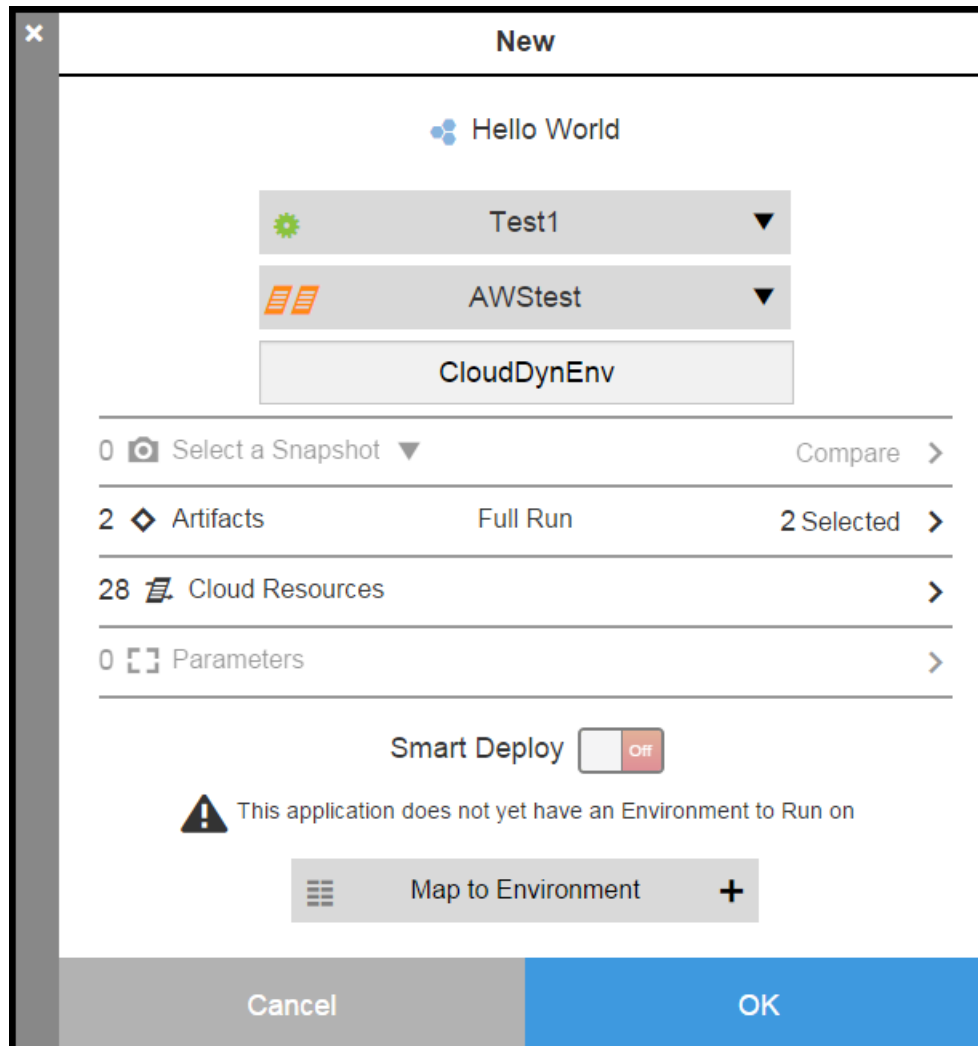 New
Hello World
Test1
AWStest
CloudDynEnv
0 Select a Snapshot Compare
2 Artifacts Full Run 2 Selected
28 Cloud Resources
0 Parameters
Smart Deploy Off
This application does not yet have an Environment to Run on
Map to Environment
Cancel OK